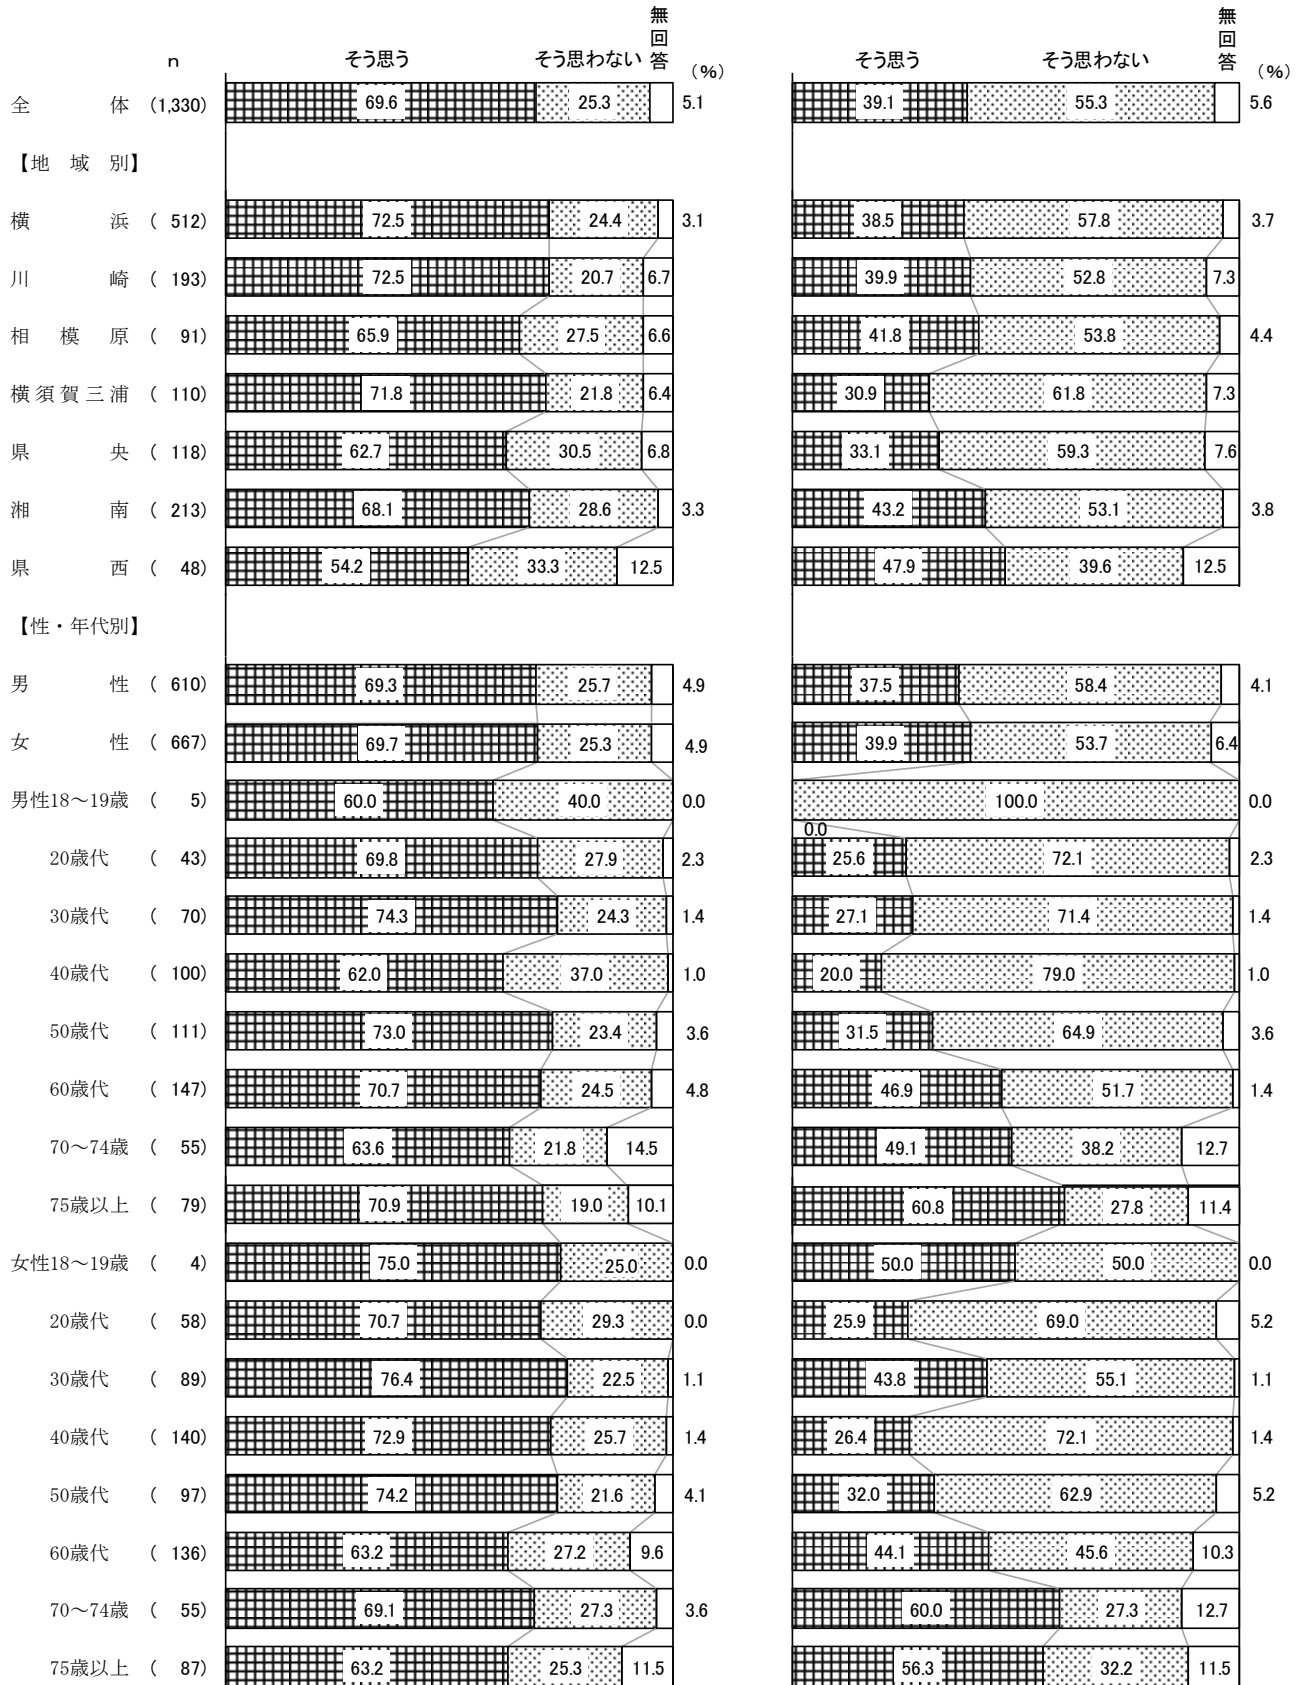 無回答 無回答
n そう思う そう思わない (%) そう思う そう思わない (%)
全体 (1,330) 69.6 25.3 5.1 39.1 55.3 5.6
【地域別】
横浜 ( 512) 72.5 24.4 3.1 38.5 57.8 3.7
川崎 ( 193) 72.5 20.7 6.7 39.9 52.8 7.3
相模原 ( 91) 65.9 27.5 6.6 41.8 53.8 4.4
横須賀三浦 ( 110) 71.8 21.8 6.4 30.9 61.8 7.3
県央 ( 118) 62.7 30.5 6.8 33.1 59.3 7.6
湘南 ( 213) 68.1 28.6 3.3 43.2 53.1 3.8
県西 ( 48) 54.2 33.3 12.5 47.9 39.6 12.5
【性・年代別】
男性 ( 610) 69.3 25.7 4.9 37.5 58.4 4.1
女性 ( 667) 69.7 25.3 4.9 39.9 53.7 6.4
男性18～19歳 ( 5) 60.0 40.0 0.0 100.0 0.0
0.0
20歳代 ( 43) 69.8 27.9 2.3 25.6 72.1 2.3
30歳代 ( 70) 74.3 24.3 1.4 27.1 71.4 1.4
40歳代 ( 100) 62.0 37.0 1.0 20.0 79.0 1.0
50歳代 ( 111) 73.0 23.4 3.6 31.5 64.9 3.6
60歳代 ( 147) 70.7 24.5 4.8 46.9 51.7 1.4
70～74歳 ( 55) 63.6 21.8 14.5 49.1 38.2 12.7
75歳以上 ( 79) 70.9 19.0 10.1 60.8 27.8 11.4
女性18～19歳 ( 4) 75.0 25.0 0.0 50.0 50.0 0.0
20歳代 ( 58) 70.7 29.3 0.0 25.9 69.0 5.2
30歳代 ( 89) 76.4 22.5 1.1 43.8 55.1 1.1
40歳代 ( 140) 72.9 25.7 1.4 26.4 72.1 1.4
50歳代 ( 97) 74.2 21.6 4.1 32.0 62.9 5.2
60歳代 ( 136) 63.2 27.2 9.6 44.1 45.6 10.3
70～74歳 ( 55) 69.1 27.3 3.6 60.0 27.3 12.7
75歳以上 ( 87) 63.2 25.3 11.5 56.3 32.2 11.5